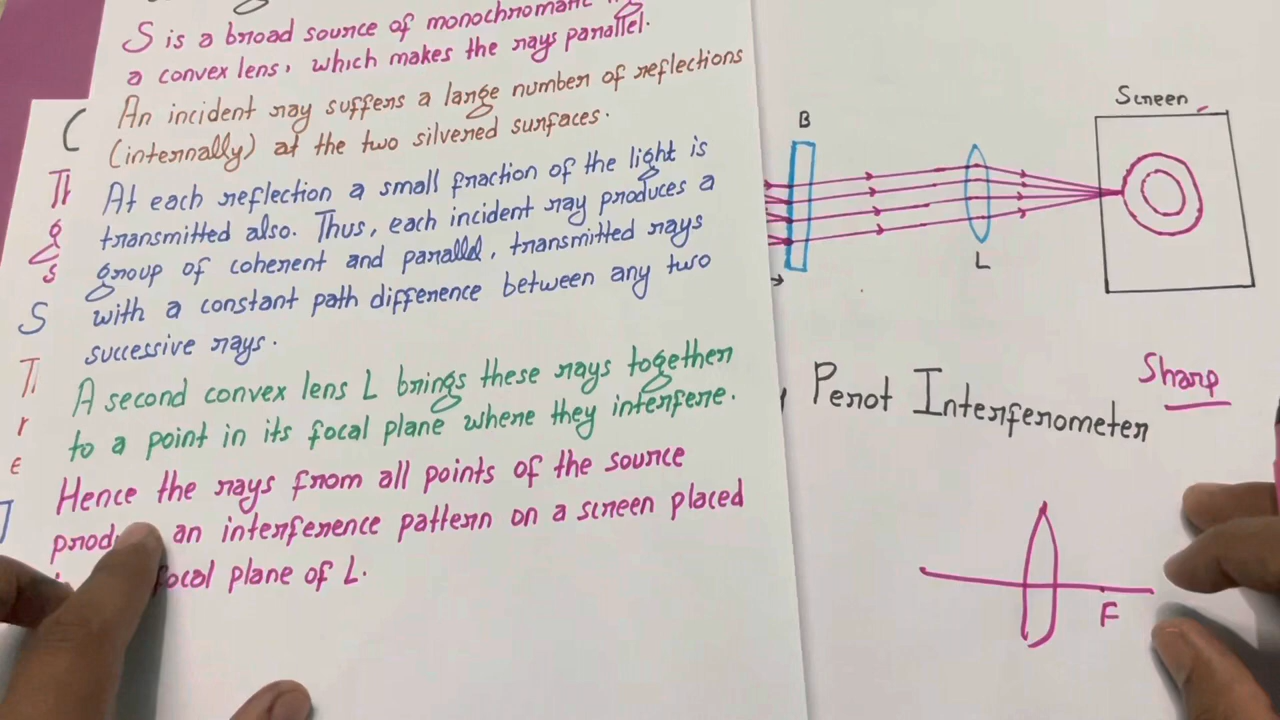 S is a broad source of monochromatic
a convex lens, which makes the rays parallel.
An incident ray suffers a large number of reflections
(internally) at the two silvered surfaces.
At each reflection a small fraction of the light is
transmitted also. Thus, each incident ray produces a
group of coherent and parallel, transmitted rays
with a constant path difference between any two
successive rays.
A second convex lens L brings these rays together
to a point in its focal plane where they interfere.
Hence the rays from all points of the source
an interference pattern on a screen placed
focal plane of L.
C
Th
g
s
S
T
r
E
B
L
Screen
Perot Interferometer
Sharp
F